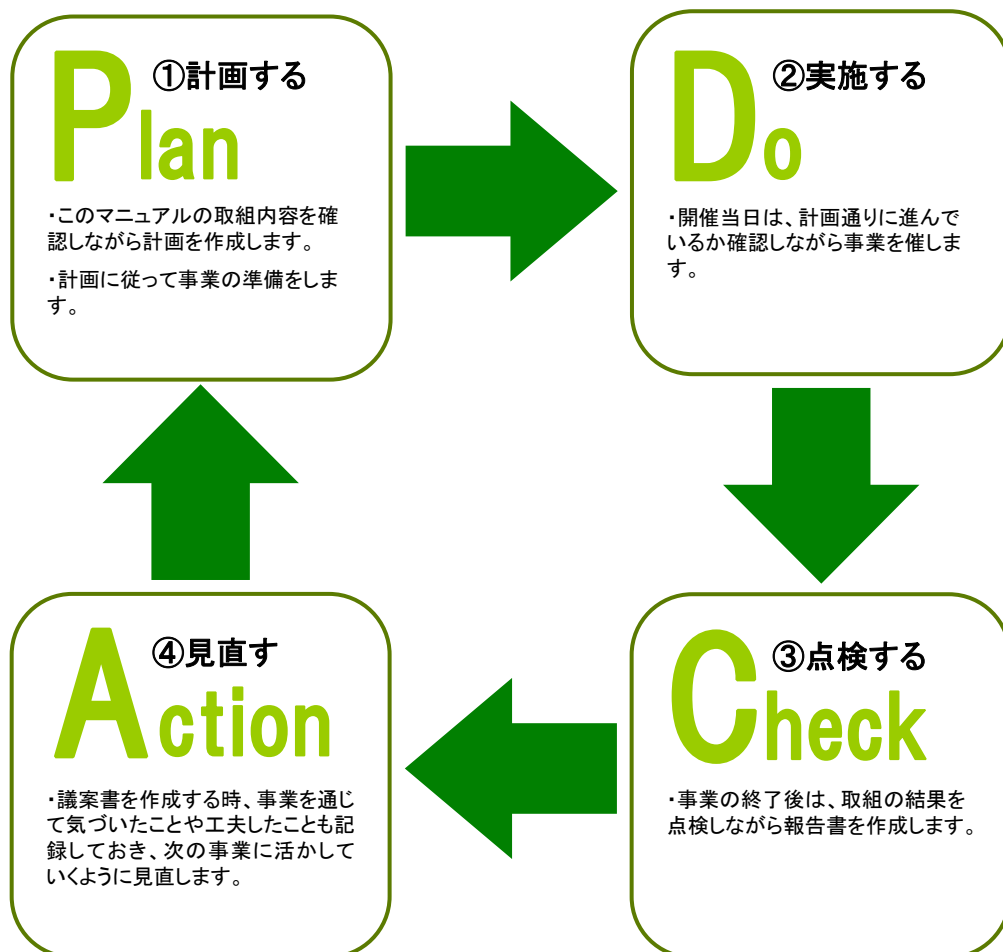 ①計画する
Plan
・このマニュアルの取組内容を確
認しながら計画を作成します。
・計画に従って事業の準備をしま
す。
②実施する
Do
・開催当日は、計画通りに進んで
いるか確認しながら事業を催しま
す。
③点検する
Check
・事業の終了後は、取組の結果を
点検しながら報告書を作成します。
④見直す
Action
・議案書を作成する時、事業を通じ
て気づいたことや工夫したことも記
録しておき、次の事業に活かして
いくように見直します。